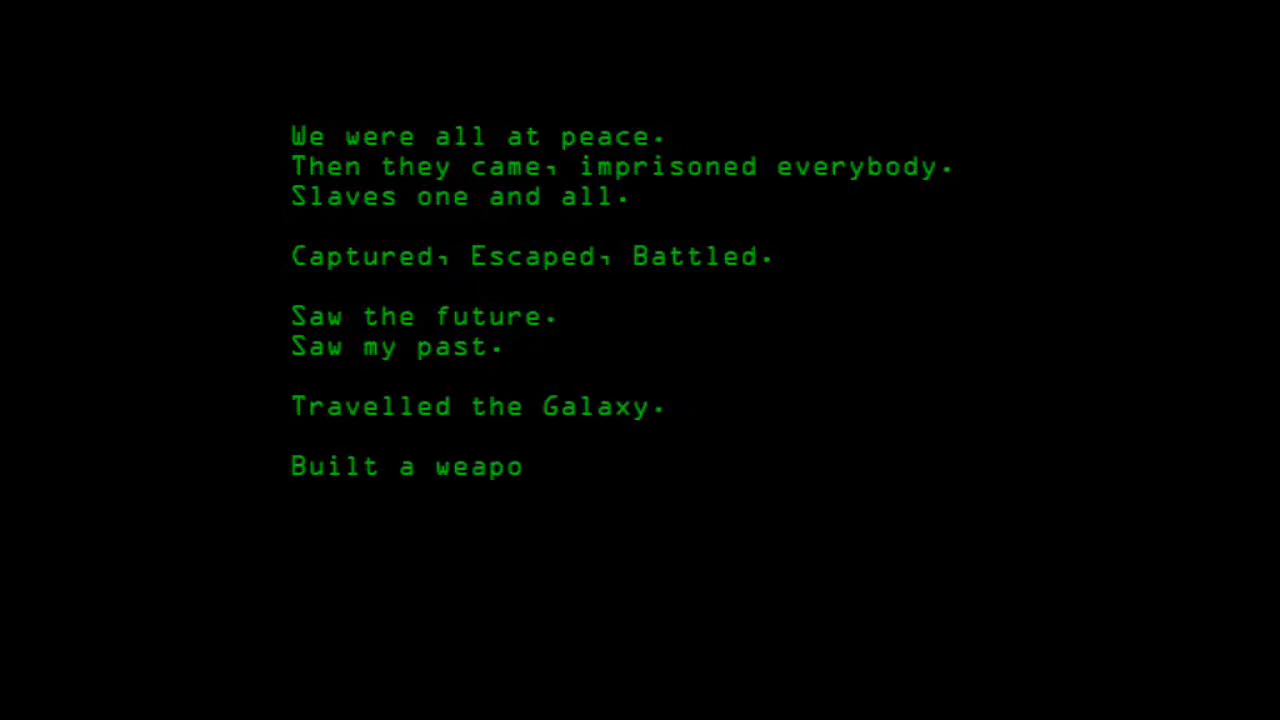 We were all at peace.
Then they came, imprisoned everybody.
Slaves one and all.
Captured, Escaped, Battled.
Saw the future.
Saw my past.
Travelled the Galaxy.
Built a weapo